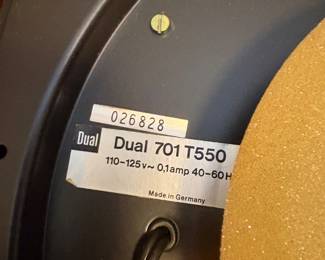 026828
Dual Dual 701 T550
110-125v~ 0,1amp 40-60H
Made in Germany